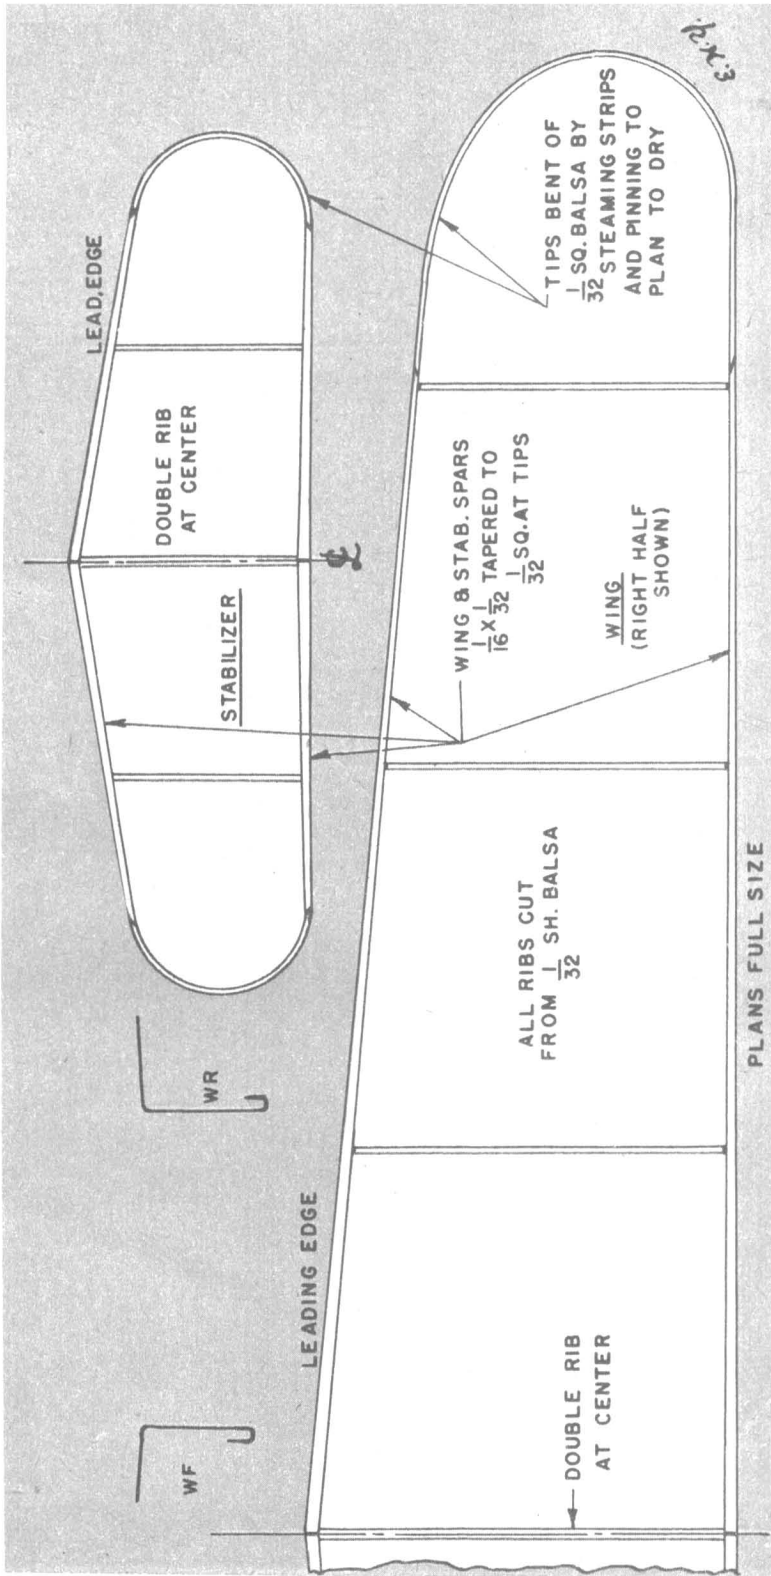 LEAD. EDGE
DOUBLE RIB
AT CENTER
STABILIZER
℄
WR
WF
LEADING EDGE
TIPS BENT OF
1/32 SQ. BALSA BY
STEAMING STRIPS
AND PINNING TO
PLAN TO DRY
WING & STAB. SPARS
1/16 X 1/32 TAPERED TO
1/32 SQ. AT TIPS
WING
(RIGHT HALF
SHOWN)
ALL RIBS CUT
FROM 1/32 SH. BALSA
DOUBLE RIB
AT CENTER
PLANS FULL SIZE